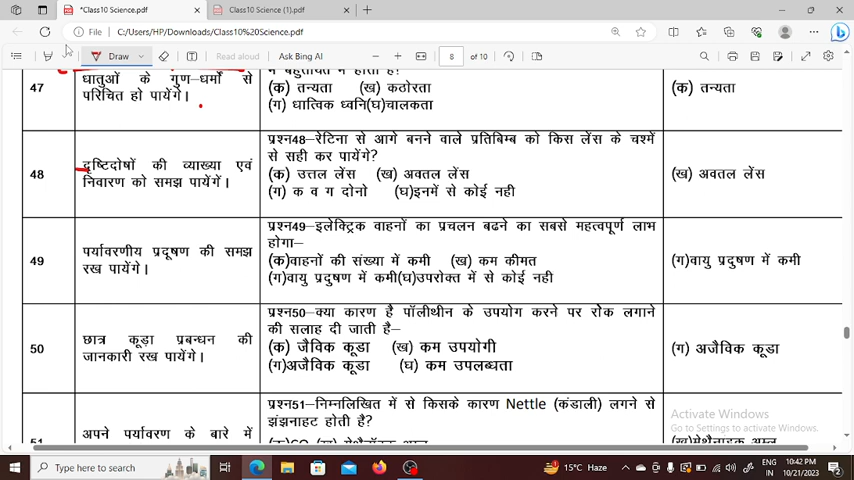 *Class10 Science.pdf
Class10 Science (1).pdf
File
C:/Users/HP/Downloads/Class10%20Science.pdf
Draw
Read aloud
Ask Bing AI
8 of 10
47
धातुओं के गुण–धर्मो से
परिचित हो पायेंगे।
(क) तन्यता (ख) कठोरता
(ग) धात्विक ध्वनि(घ)चालकता
(क) तन्यता
48
दृष्टिदोषों की व्याख्या एवं
निवारण को समझ पायेंगें।
प्रश्न48–रेटिना से आगे बनने वाले प्रतिबिम्ब को किस लेंस के चश्में
से सही कर पायेंगे?
(क) उत्तल लेंस (ख) अवतल लेंस
(ग) क व ग दोनो (घ)इनमें से कोई नही
(ख) अवतल लेंस
49
पर्यावरणीय प्रदूषण की समझ
रख पायेंगे।
प्रश्न49–इलेक्ट्रिक वाहनों का प्रचलन बढने का सबसे महत्वपूर्ण लाभ
होगा–
(क)वाहनों की संख्या में कमी (ख) कम कीमत
(ग)वायु प्रदुषण में कमी(घ)उपरोक्त में से कोई नही
(ग)वायु प्रदुषण में कमी
50
छात्र कूड़ा प्रबन्धन की
जानकारी रख पायेंगे।
प्रश्न50–क्या कारण है पॉलीथीन के उपयोग करने पर रोक लगाने
की सलाह दी जाती है–
(क) जैविक कूडा (ख) कम उपयोगी
(ग)अजैविक कूडा (घ) कम उपलब्धता
(ग) अजैविक कूडा
अपने पर्यावरण के बारे में
प्रश्न51–निम्नलिखित में से किसके कारण Nettle (कंडाली) लगने से
झंझनाहट होती है?
Activate Windows
Go to Settings to activate Windows.
Type here to search
15°C Haze
ENG
IN
10:42 PM
10/21/2023
2